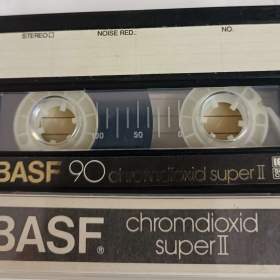 STEREO □ NOISE RED.. NO.
100 50 0
BASF 90 chromdioxid super II
BASF® chromdioxid
super II